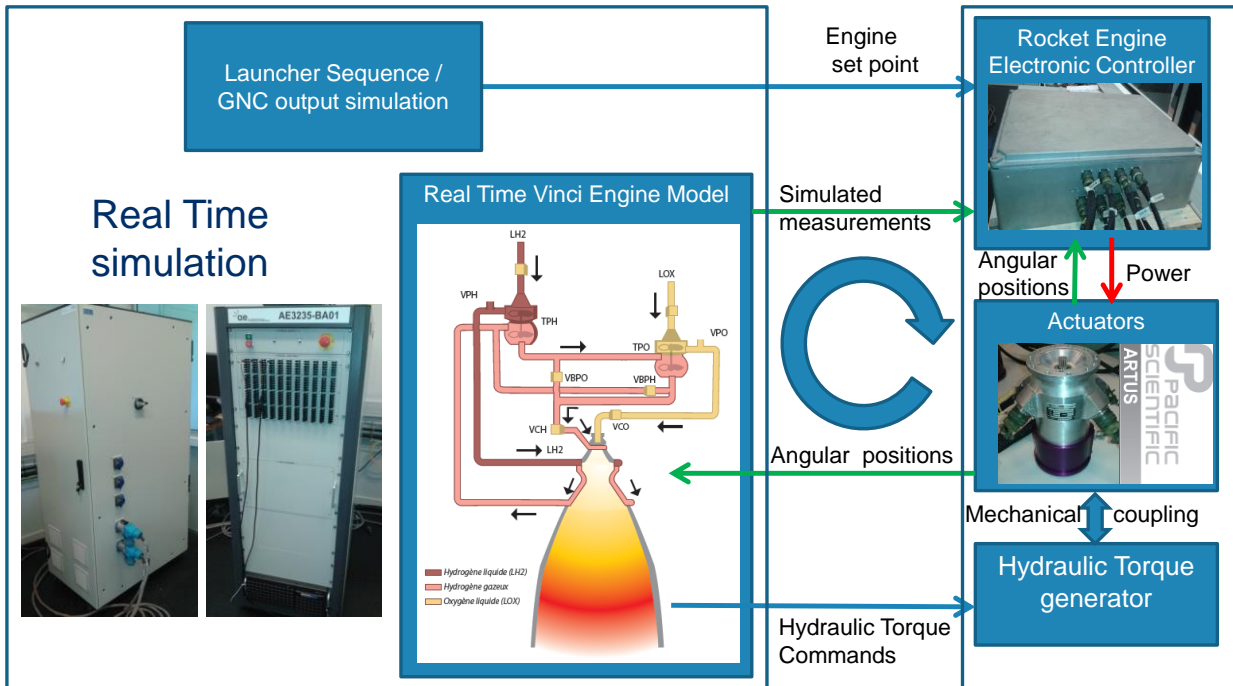 Launcher Sequence /
GNC output simulation
Engine
set point
Rocket Engine
Electronic Controller
Real Time
simulation
AE3235-BA01
Real Time Vinci Engine Model
LH2
LOX
VPH
TPH
VPO
TPO
VBPO
VBPH
VCH
VCO
LH2
Hydrogène liquide (LH2)
Hydrogène gazeux
Oxygène liquide (LOX)
Simulated
measurements
Angular
positions
Power
Actuators
ARTUS
PACIFIC
SCIENTIFIC
Angular positions
Mechanical coupling
Hydraulic Torque
generator
Hydraulic Torque
Commands